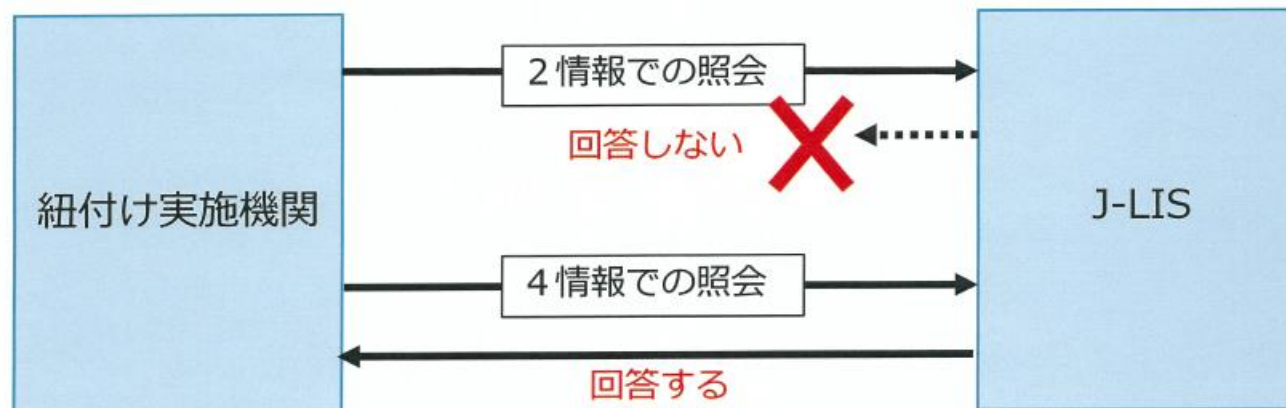 ２情報での照会
回答しない
紐付け実施機関
J-LIS
４情報での照会
回答する